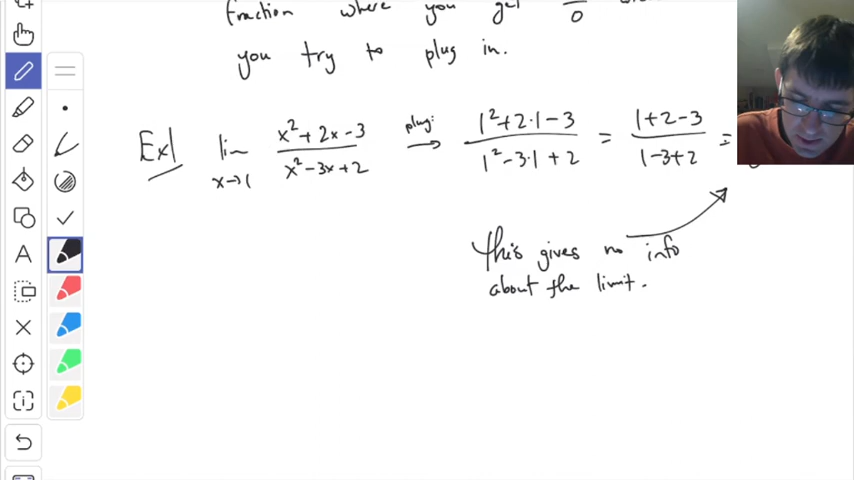 fraction where you get 0
you try to plug in.
Ex1 lim x→1 x²+2x-3 / x²-3x+2 plug: → 1²+2·1-3 / 1²-3·1+2 = 1+2-3 / 1-3+2 =
This gives no info
about the limit.